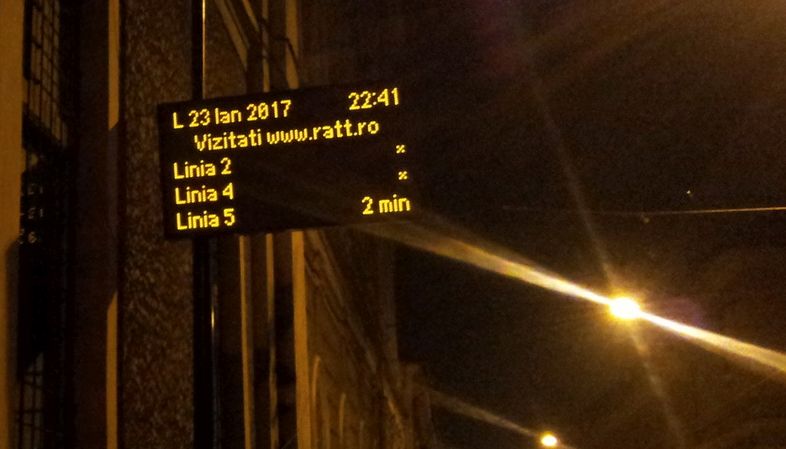 L 23 Ian 2017 22:41
Vizitati www.ratt.ro
Linia 2 *
Linia 4 *
Linia 5 2 min